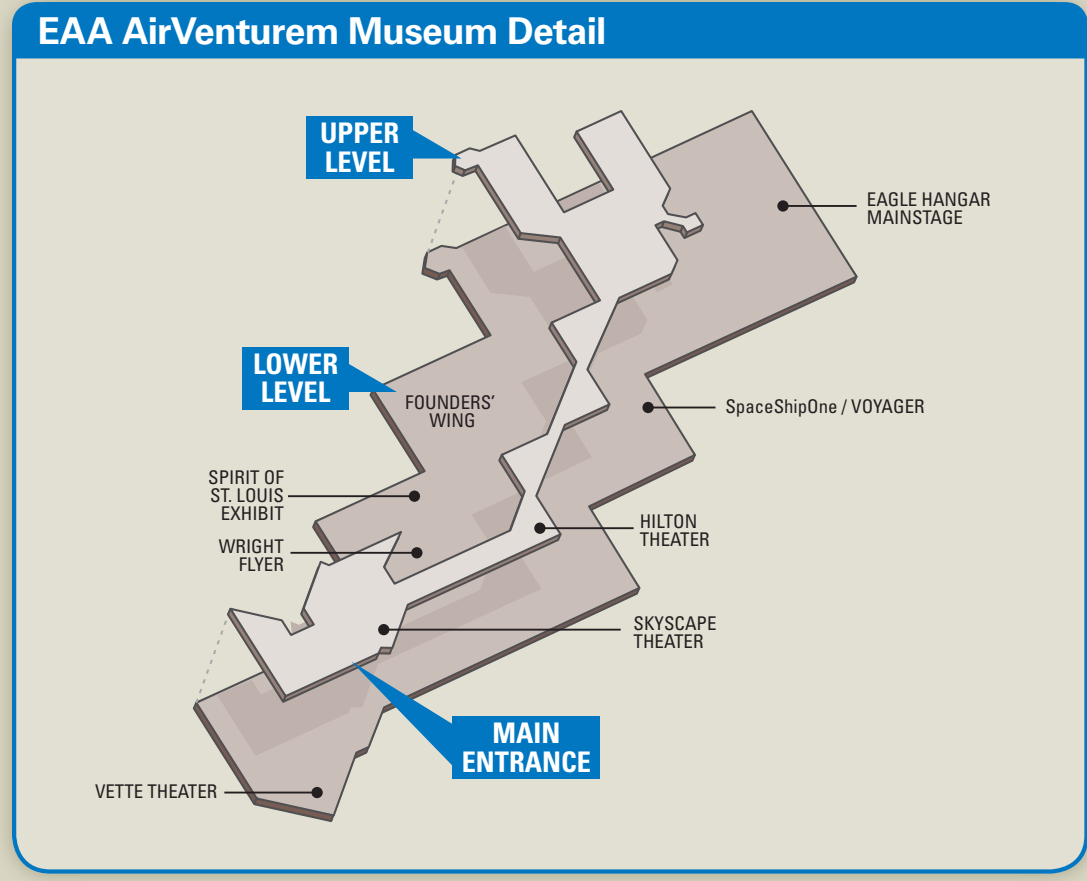 EAA AirVenturem Museum Detail
UPPER
LEVEL
EAGLE HANGAR
MAINSTAGE
LOWER
LEVEL
FOUNDERS’
WING
SpaceShipOne / VOYAGER
SPIRIT OF
ST. LOUIS
EXHIBIT
HILTON
THEATER
WRIGHT
FLYER
SKYSCAPE
THEATER
MAIN
ENTRANCE
VETTE THEATER